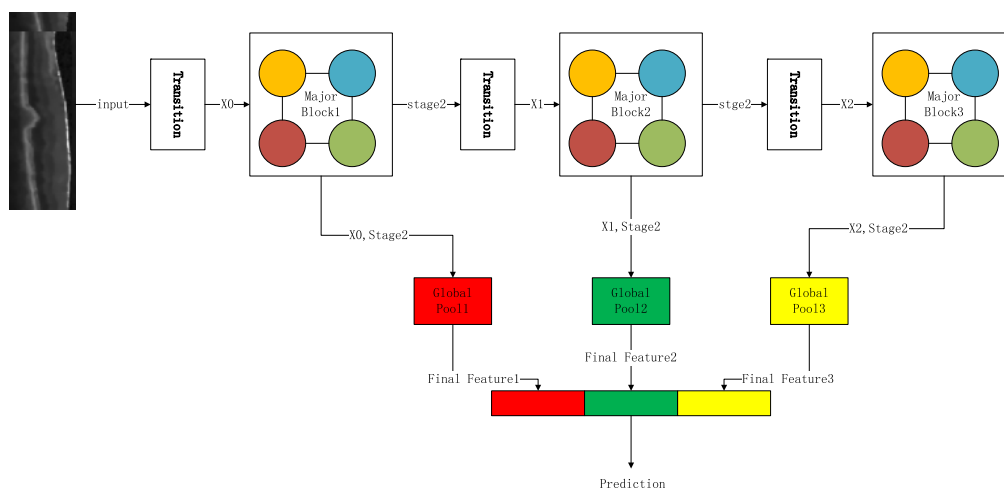 input
Transition
X0
Major
Block1
stage2
Transition
X1
Major
Block2
stge2
Transition
X2
Major
Block3
X0,Stage2
X1,Stage2
X2,Stage2
Global
Pool1
Global
Pool2
Global
Pool3
Final Feature1
Final Feature2
Final Feature3
Prediction